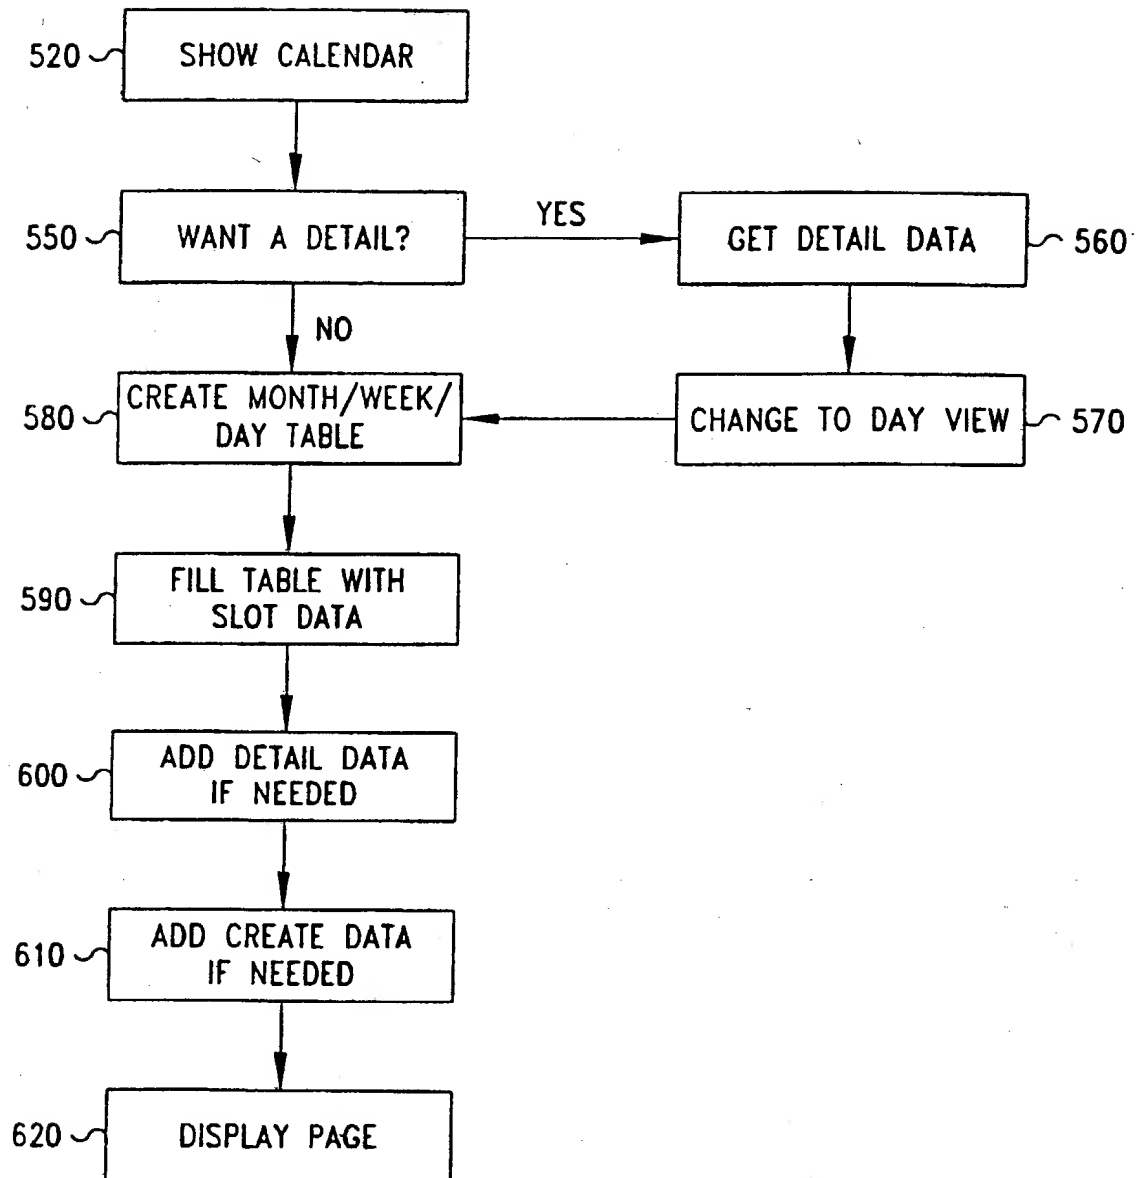 520 SHOW CALENDAR
550 WANT A DETAIL?
YES
GET DETAIL DATA 560
NO
580 CREATE MONTH/WEEK/
DAY TABLE
CHANGE TO DAY VIEW 570
590 FILL TABLE WITH
SLOT DATA
600 ADD DETAIL DATA
IF NEEDED
610 ADD CREATE DATA
IF NEEDED
620 DISPLAY PAGE